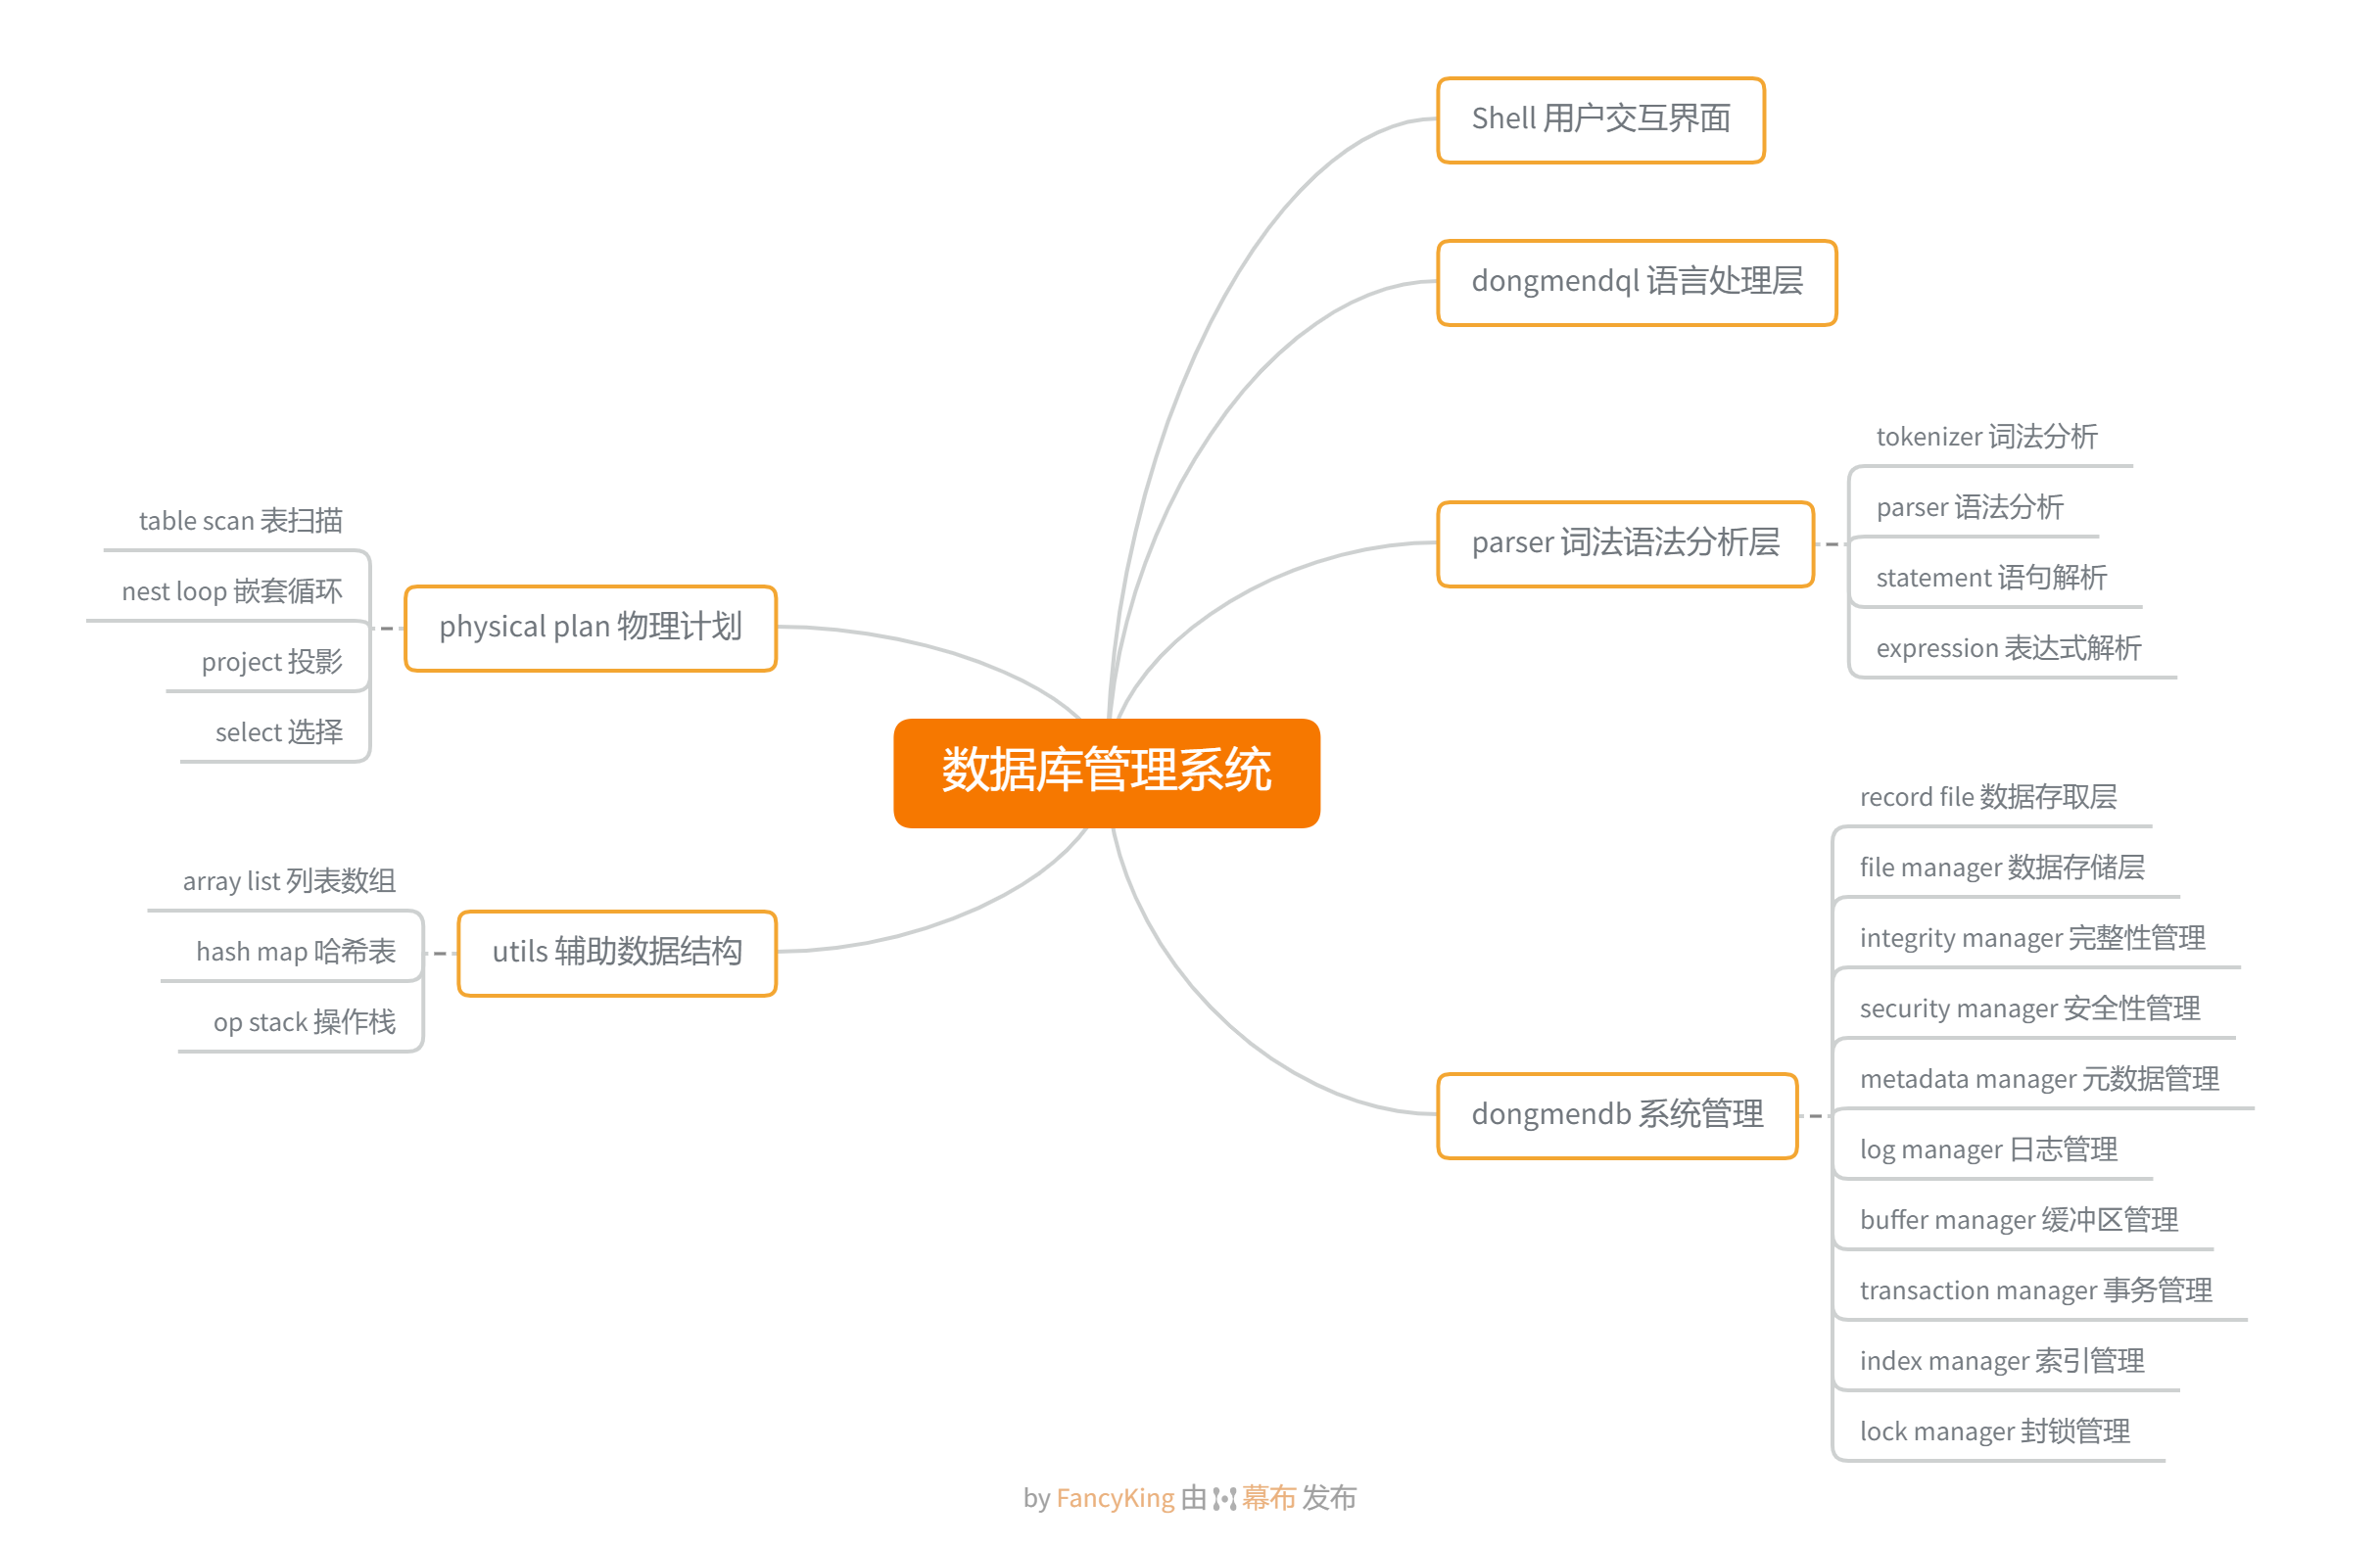 数据库管理系统
Shell 用户交互界面
dongmendql 语言处理层
parser 词法语法分析层
tokenizer 词法分析
parser 语法分析
statement 语句解析
expression 表达式解析
dongmendb 系统管理
record file 数据存取层
file manager 数据存储层
integrity manager 完整性管理
security manager 安全性管理
metadata manager 元数据管理
log manager 日志管理
buffer manager 缓冲区管理
transaction manager 事务管理
index manager 索引管理
lock manager 封锁管理
physical plan 物理计划
table scan 表扫描
nest loop 嵌套循环
project 投影
select 选择
utils 辅助数据结构
array list 列表数组
hash map 哈希表
op stack 操作栈
by FancyKing 由 幕布 发布